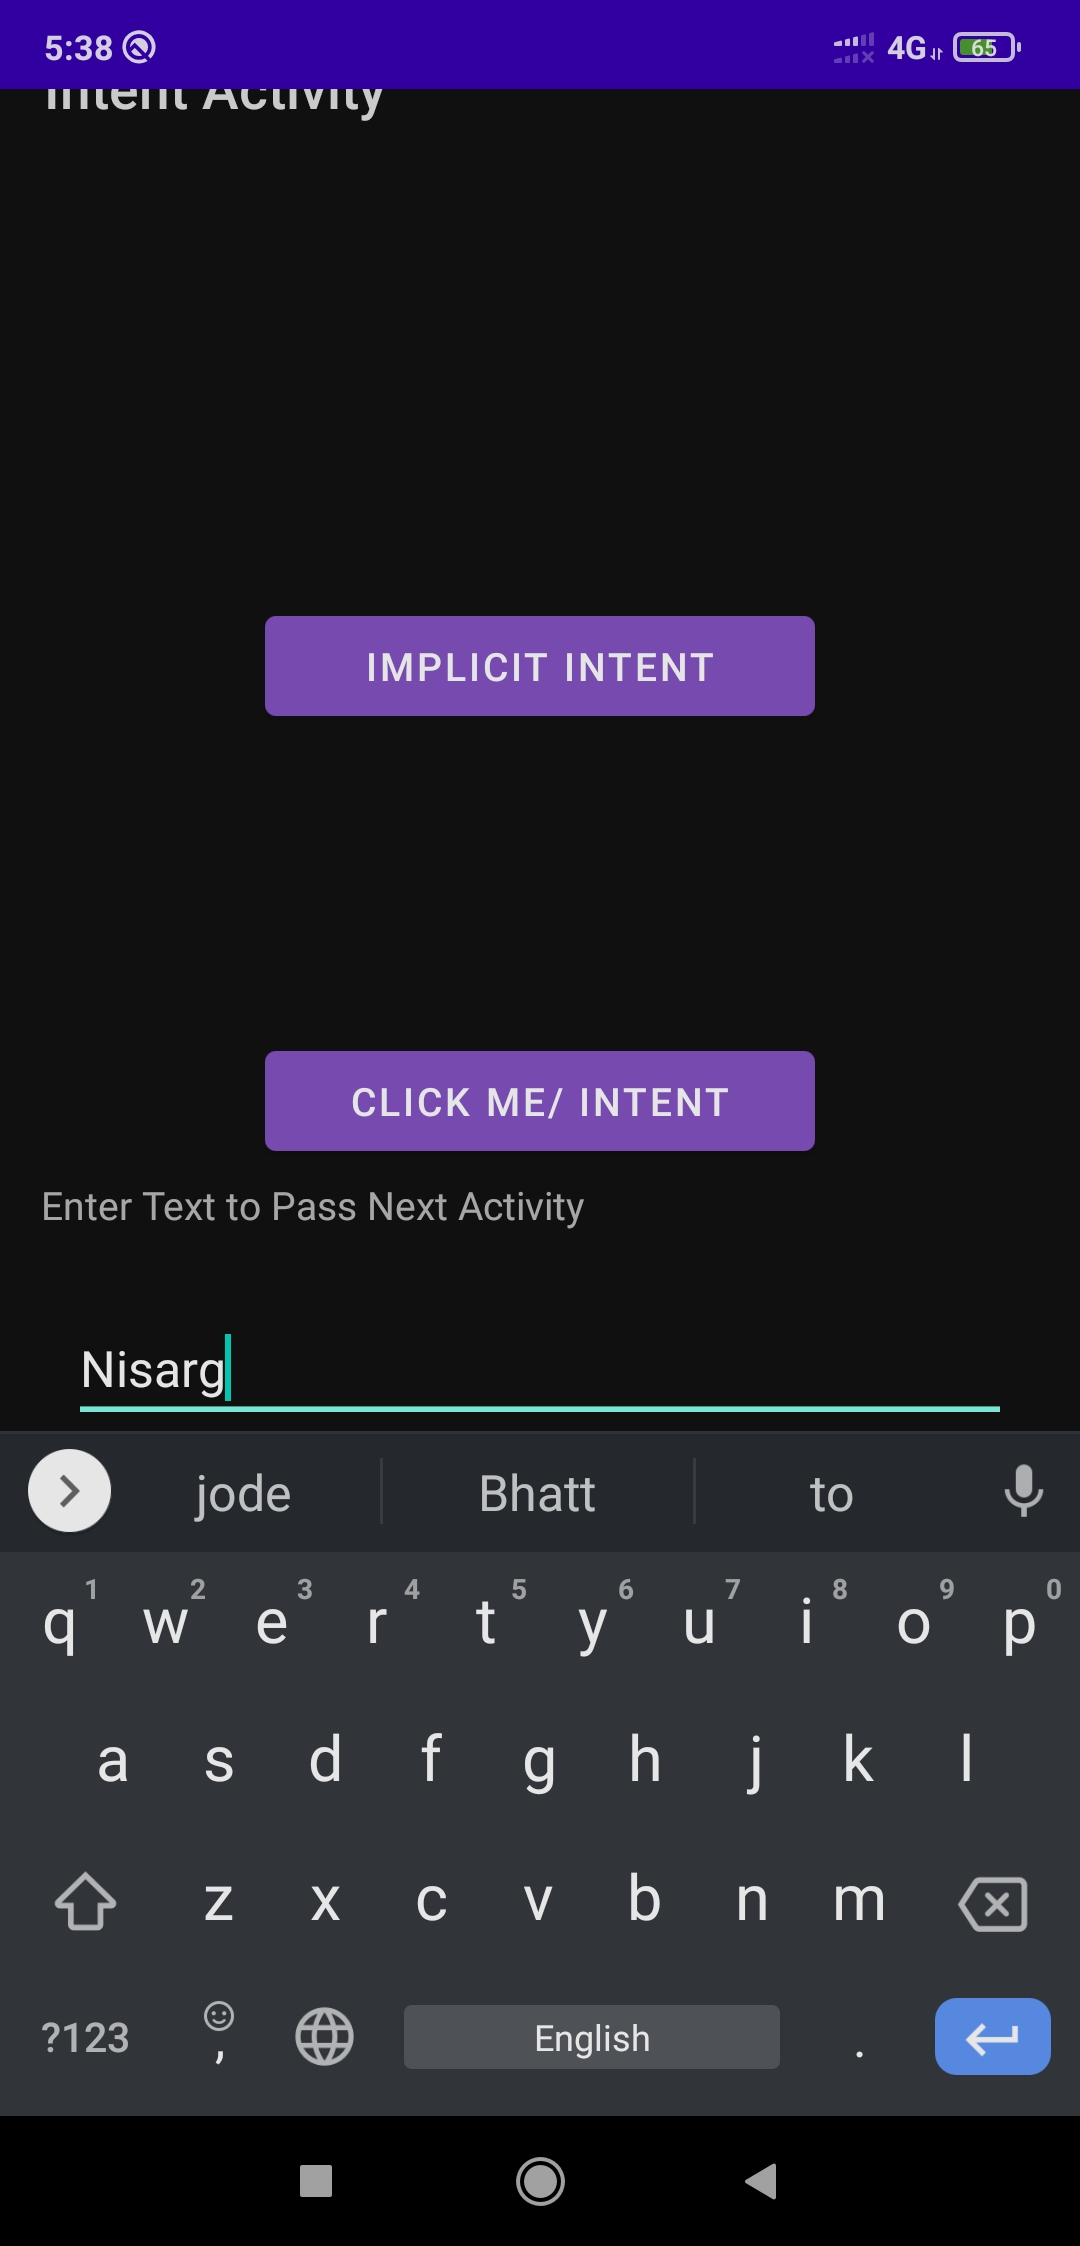 5:38 4G 65
Intent Activity
IMPLICIT INTENT
CLICK ME/ INTENT
Enter Text to Pass Next Activity
Nisarg
jode Bhatt to
1 2 3 4 5 6 7 8 9 0
q w e r t y u i o p
a s d f g h j k l
z x c v b n m
?123 , English .